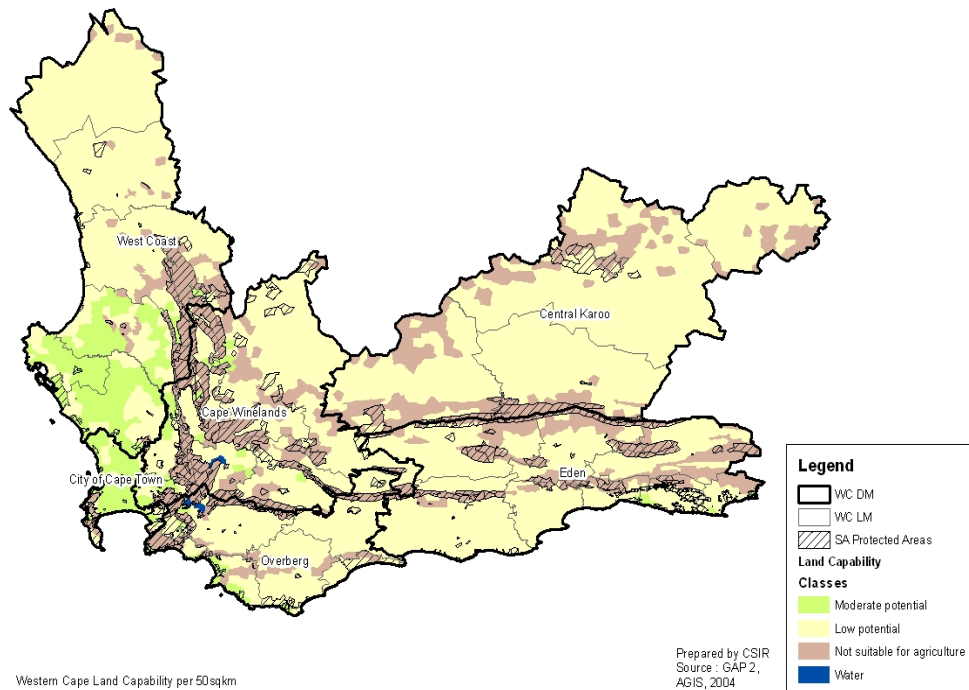 West Coast
Central Karoo
Cape Winelands
City of Cape Town
Eden
Overberg
Legend
WC DM
WC LM
SA Protected Areas
Land Capability
Classes
Moderate potential
Low potential
Not suitable for agriculture
Water
Prepared by CSIR
Source : GAP 2,
AGIS, 2004
Western Cape Land Capability per 50sqkm